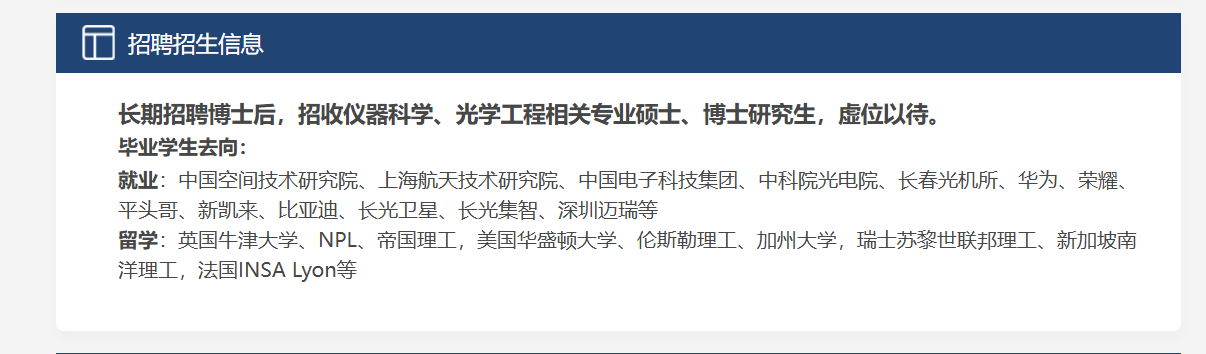 招聘招生信息
长期招聘博士后，招收仪器科学、光学工程相关专业硕士、博士研究生，虚位以待。
毕业学生去向：
就业：中国空间技术研究院、上海航天技术研究院、中国电子科技集团、中科院光电院、长春光机所、华为、荣耀、
平头哥、新凯来、比亚迪、长光卫星、长光集智、深圳迈瑞等
留学：英国牛津大学、NPL、帝国理工，美国华盛顿大学、伦斯勒理工、加州大学，瑞士苏黎世联邦理工、新加坡南
洋理工，法国INSA Lyon等